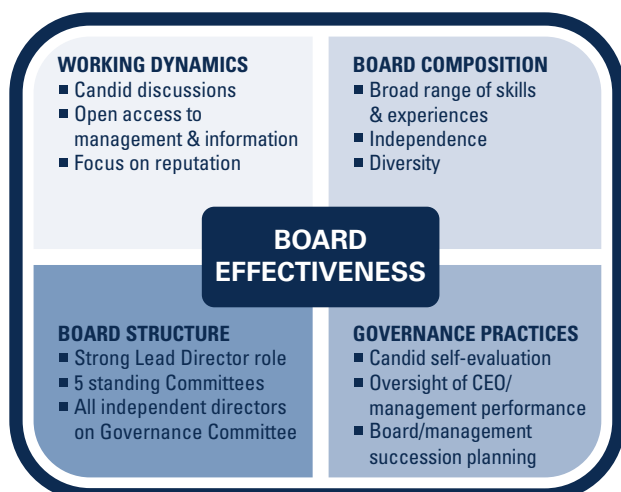 WORKING DYNAMICS
■ Candid discussions
■ Open access to
management & information
■ Focus on reputation
BOARD COMPOSITION
■ Broad range of skills
& experiences
■ Independence
■ Diversity
BOARD
EFFECTIVENESS
BOARD STRUCTURE
■ Strong Lead Director role
■ 5 standing Committees
■ All independent directors
on Governance Committee
GOVERNANCE PRACTICES
■ Candid self-evaluation
■ Oversight of CEO/
management performance
■ Board/management
succession planning